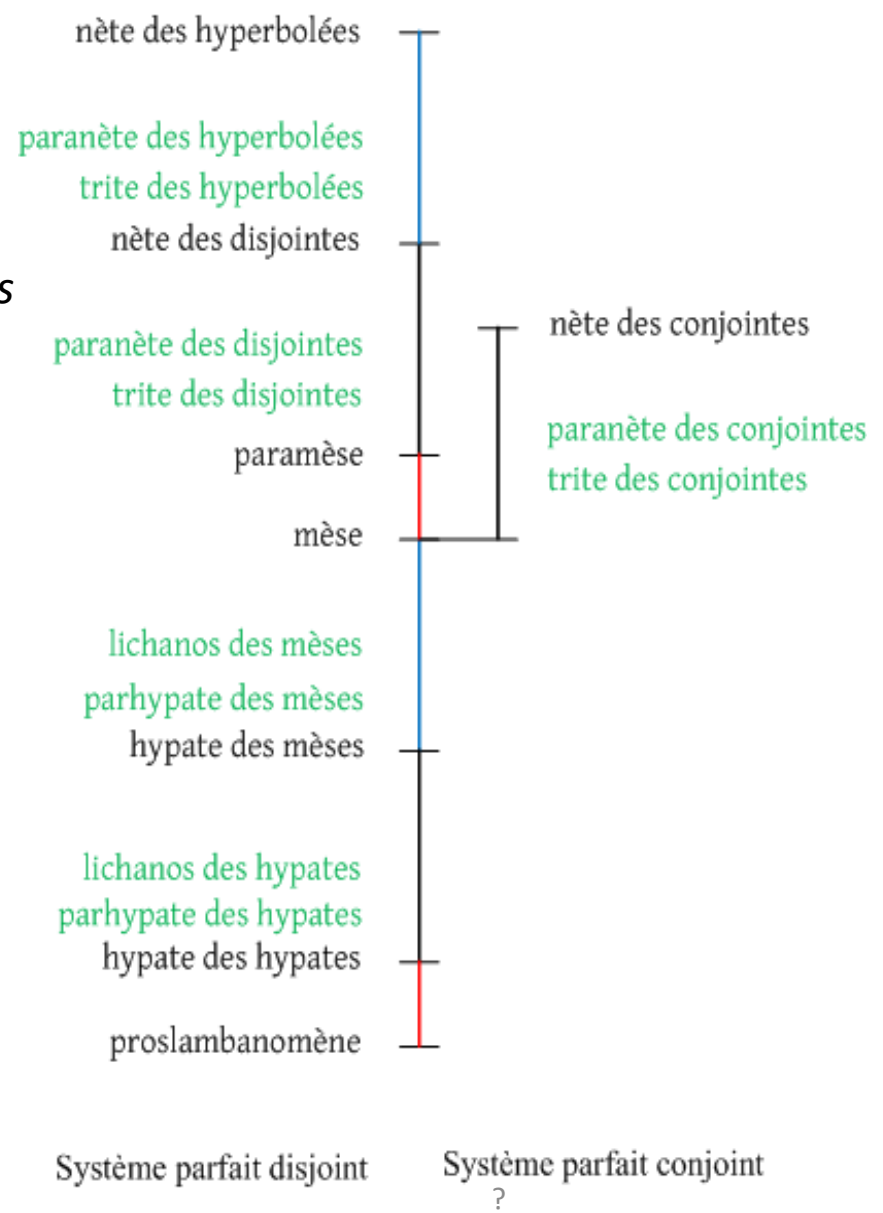 nète des hyperbolées
paranète des hyperbolées
trite des hyperbolées
nète des disjointes
s
nète des conjointes
paranète des disjointes
trite des disjointes
paranète des conjointes
trite des conjointes
paramèse
mèse
lichanos des mèses
parhypate des mèses
hypate des mèses
lichanos des hypates
parhypate des hypates
hypate des hypates
proslambanomène
Système parfait disjoint
Système parfait conjoint
?